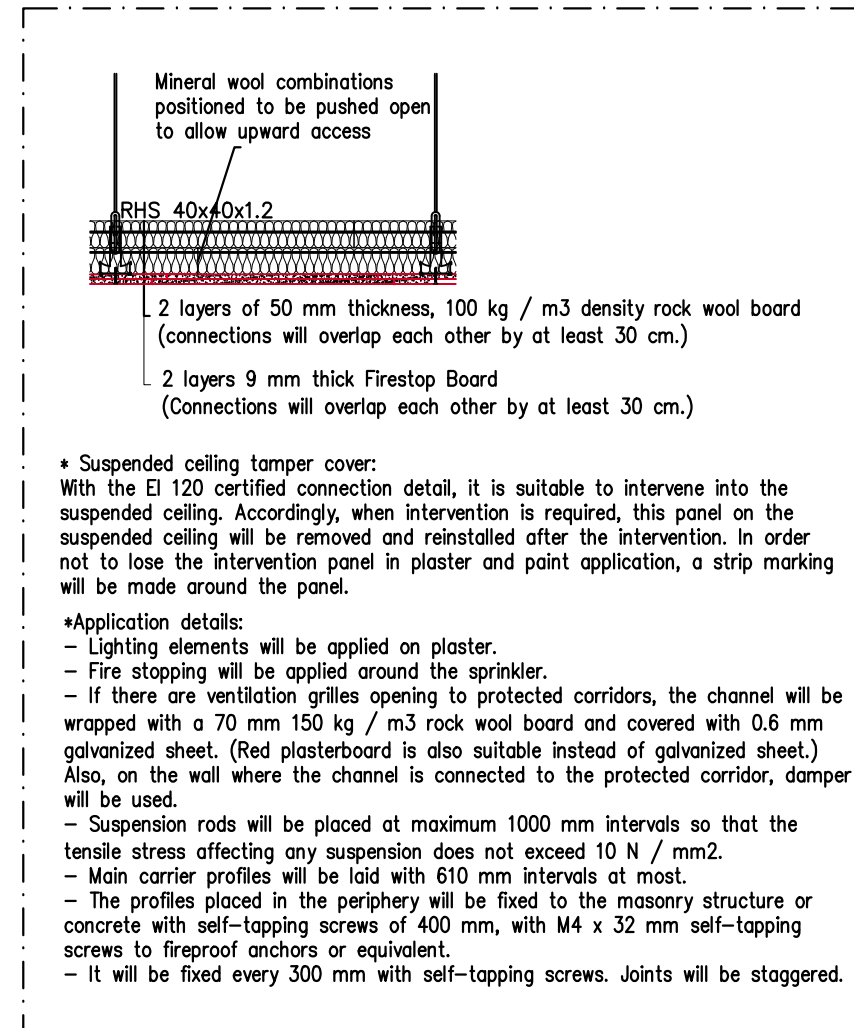 Mineral wool combinations
positioned to be pushed open
to allow upward access
RHS 40x40x1.2
2 layers of 50 mm thickness, 100 kg / m3 density rock wool board
(connections will overlap each other by at least 30 cm.)
2 layers 9 mm thick Firestop Board
(Connections will overlap each other by at least 30 cm.)
* Suspended ceiling tamper cover:
With the EI 120 certified connection detail, it is suitable to intervene into the
suspended ceiling. Accordingly, when intervention is required, this panel on the
suspended ceiling will be removed and reinstalled after the intervention. In order
not to lose the intervention panel in plaster and paint application, a strip marking
will be made around the panel.
*Application details:
– Lighting elements will be applied on plaster.
– Fire stopping will be applied around the sprinkler.
– If there are ventilation grilles opening to protected corridors, the channel will be
wrapped with a 70 mm 150 kg / m3 rock wool board and covered with 0.6 mm
galvanized sheet. (Red plasterboard is also suitable instead of galvanized sheet.)
Also, on the wall where the channel is connected to the protected corridor, damper
will be used.
– Suspension rods will be placed at maximum 1000 mm intervals so that the
tensile stress affecting any suspension does not exceed 10 N / mm2.
– Main carrier profiles will be laid with 610 mm intervals at most.
– The profiles placed in the periphery will be fixed to the masonry structure or
concrete with self–tapping screws of 400 mm, with M4 x 32 mm self–tapping
screws to fireproof anchors or equivalent.
– It will be fixed every 300 mm with self–tapping screws. Joints will be staggered.